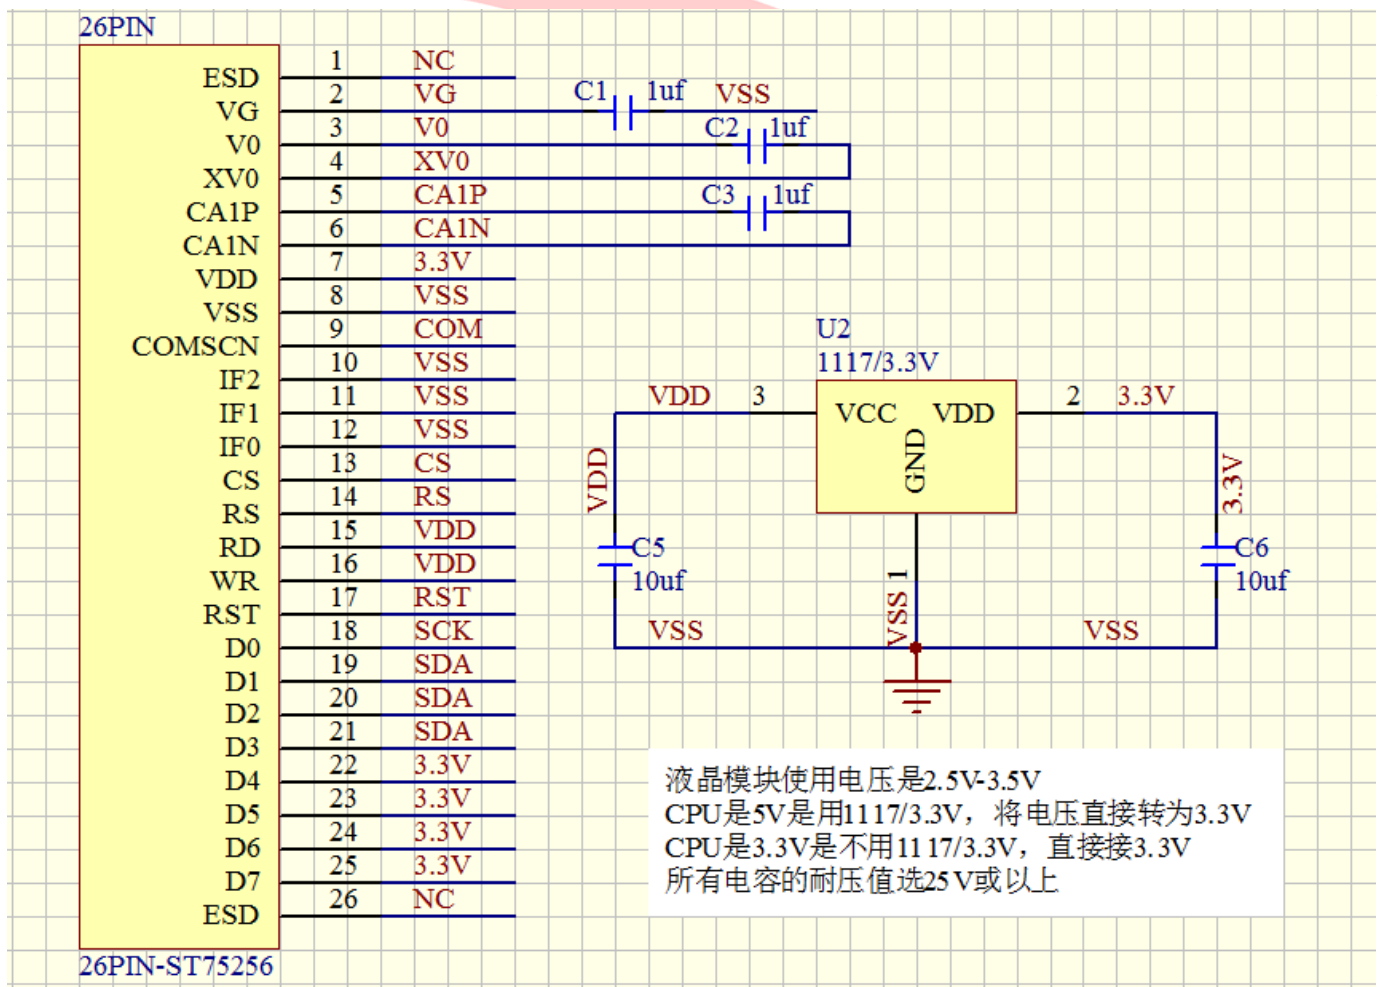 26PIN
ESD 1 NC
VG 2 VG C1 1uf VSS
V0 3 V0 C2 1uf
XV0 4 XV0
CA1P 5 CA1P C3 1uf
CA1N 6 CA1N
VDD 7 3.3V
VSS 8 VSS
COMSCN 9 COM
IF2 10 VSS
IF1 11 VSS
IF0 12 VSS
CS 13 CS
RS 14 RS
RD 15 VDD
WR 16 VDD
RST 17 RST
D0 18 SCK
D1 19 SDA
D2 20 SDA
D3 21 SDA
D4 22 3.3V
D5 23 3.3V
D6 24 3.3V
D7 25 3.3V
ESD 26 NC
26PIN-ST75256
U2
1117/3.3V
VDD 3 VCC VDD 2 3.3V
GND
VDD
3.3V
C5
10uf
C6
10uf
VSS 1
VSS
VSS
液晶模块使用电压是2.5V-3.5V
CPU是5V是用1117/3.3V，将电压直接转为3.3V
CPU是3.3V是不用1117/3.3V，直接接3.3V
所有电容的耐压值选25V或以上